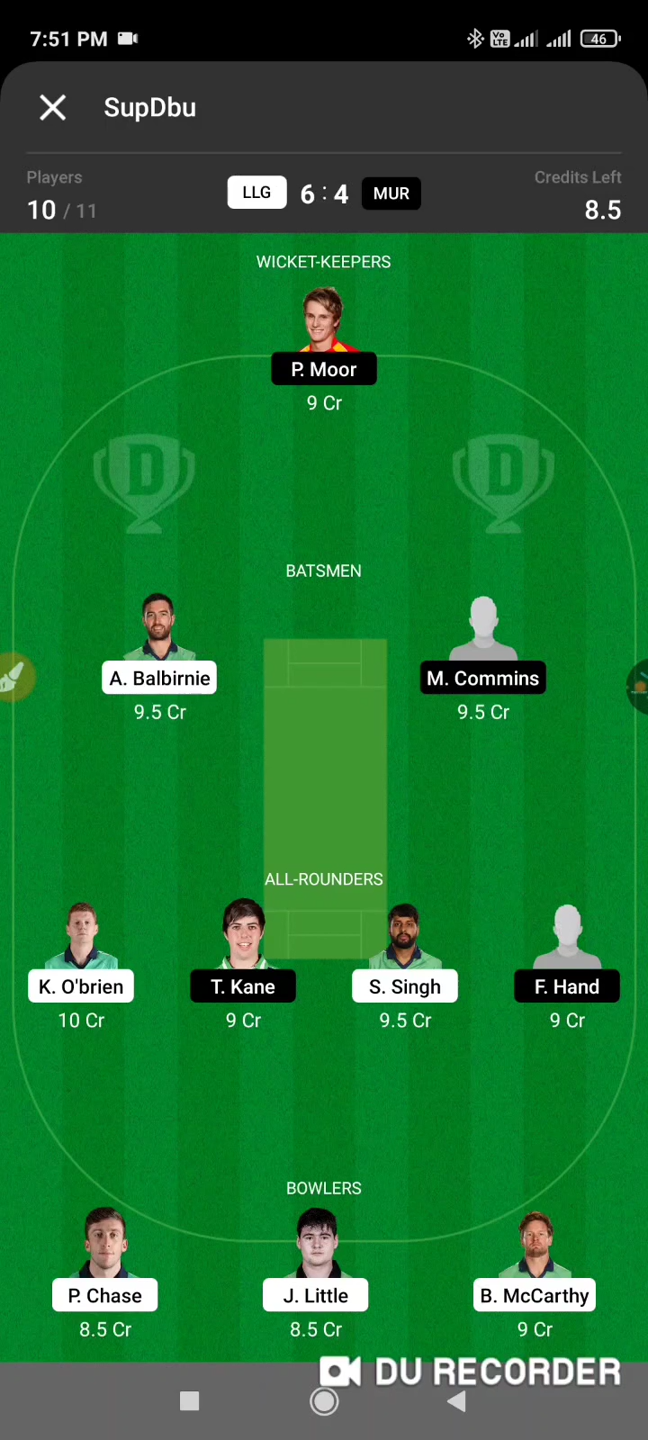 7:51 PM
Vo LTE
46
SupDbu
Players
Credits Left
10 / 11
LLG 6 : 4 MUR
8.5
WICKET-KEEPERS
P. Moor
9 Cr
D D
BATSMEN
A. Balbirnie M. Commins
9.5 Cr 9.5 Cr
ALL-ROUNDERS
K. O'brien T. Kane S. Singh F. Hand
10 Cr 9 Cr 9.5 Cr 9 Cr
BOWLERS
P. Chase J. Little B. McCarthy
8.5 Cr 8.5 Cr 9 Cr
DU RECORDER